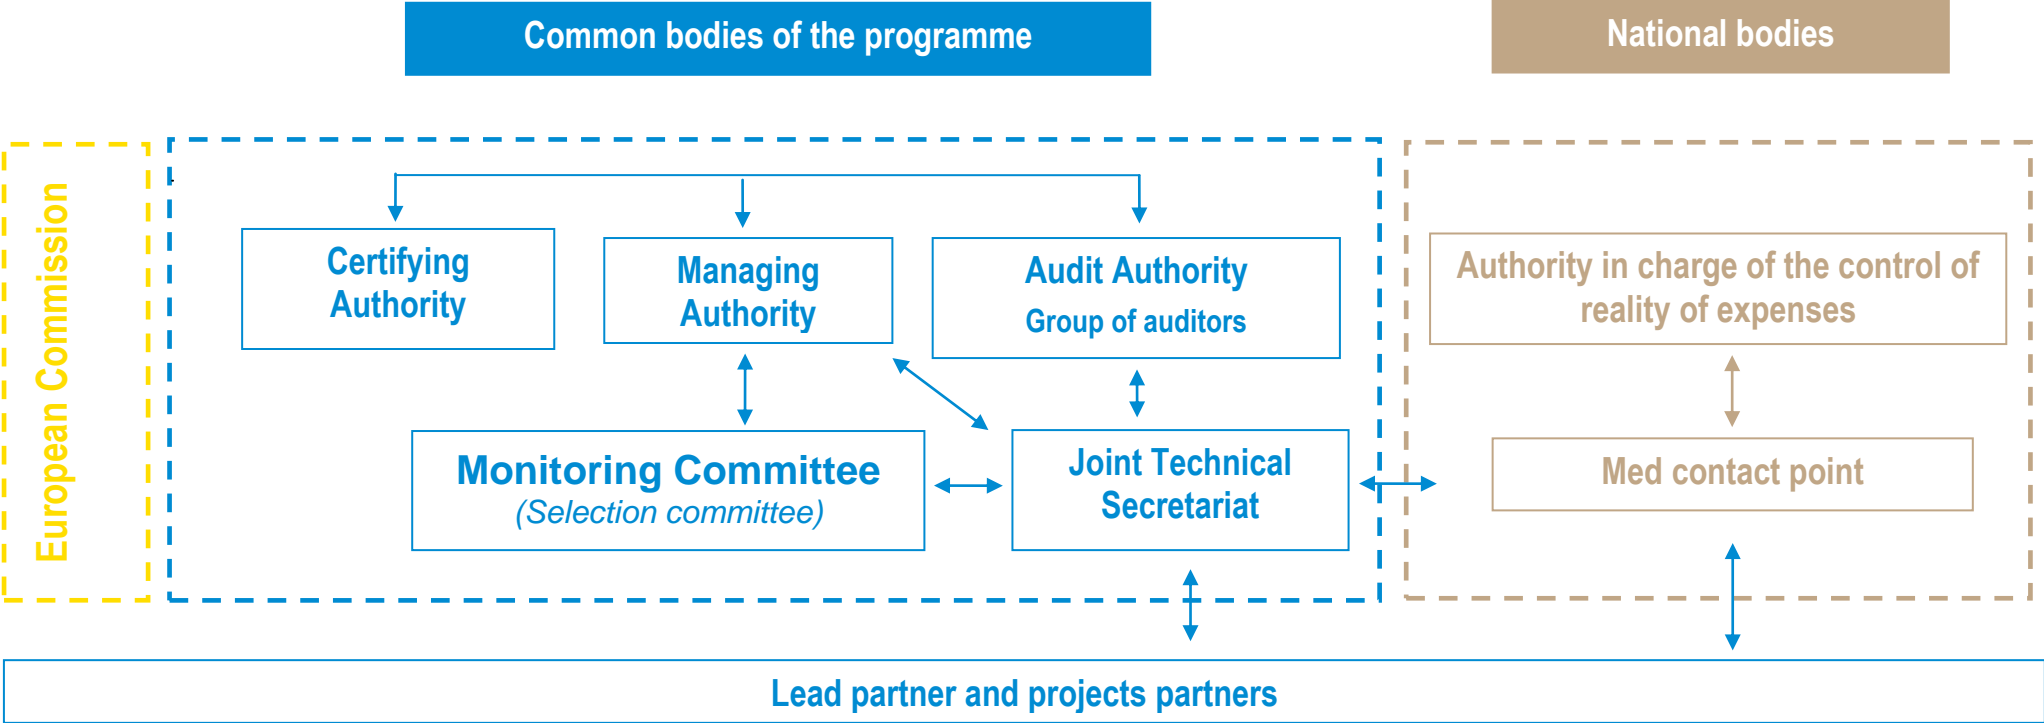 Common bodies of the programme
National bodies
European Commission
Certifying
Authority
Managing
Authority
Audit Authority
Group of auditors
Authority in charge of the control of
reality of expenses
Monitoring Committee
(Selection committee)
Joint Technical
Secretariat
Med contact point
Lead partner and projects partners